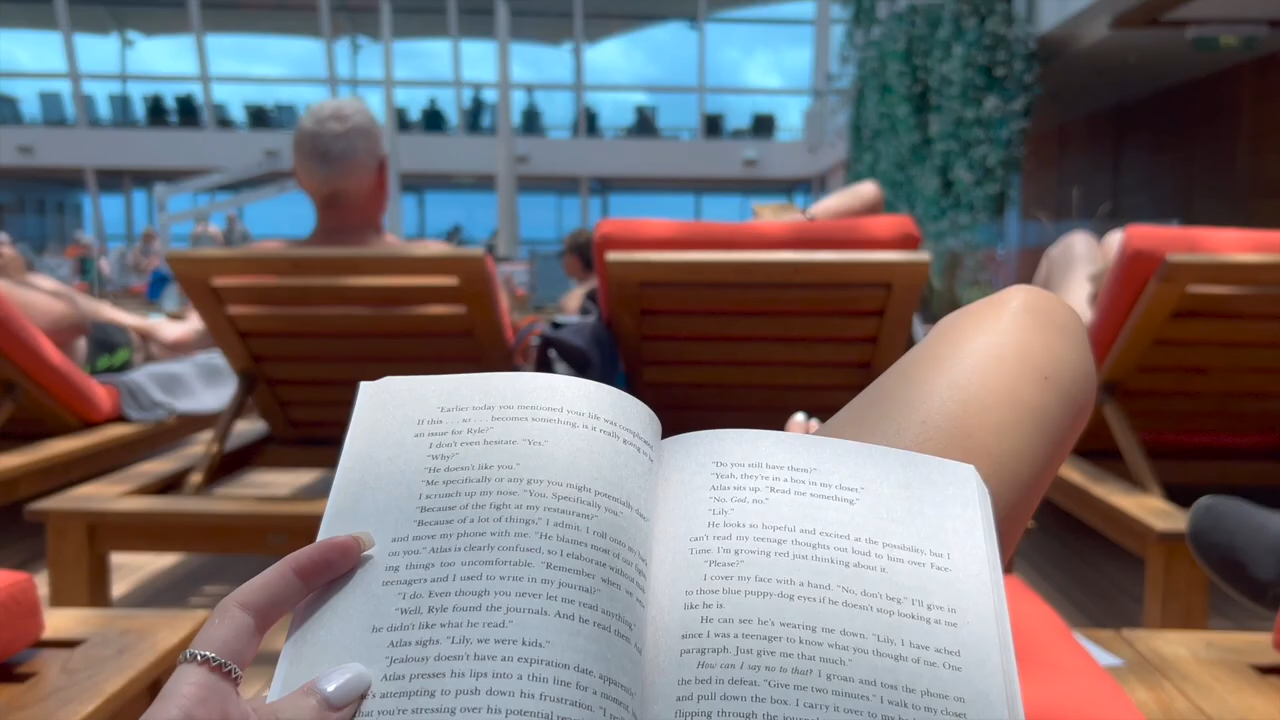 "Earlier today you mentioned your life was complicated.
If this . . . us . . . becomes something, is it really going to be
an issue for Ryle?"
I don't even hesitate. "Yes."
"Why?"
"He doesn't like you."
"Me specifically or any guy you might potentially date?"
I scrunch up my nose. "You. Specifically you."
"Because of the fight at my restaurant?"
"Because of a lot of things," I admit. I roll onto my back
and move my phone with me. "He blames most of our fights
on you." Atlas is clearly confused, so I elaborate without mak-
ing things too uncomfortable. "Remember when we were
teenagers and I used to write in my journal?"
"I do. Even though you never let me read anything."
"Well, Ryle found the journals. And he read them. And
he didn't like what he read."
Atlas sighs. "Lily, we were kids."
"Jealousy doesn't have an expiration date, apparently."
Atlas presses his lips into a thin line for a moment,
he's attempting to push down his frustration. "I
that you're stressing over his potential
"Do you still have them?"
"Yeah, they're in a box in my closet."
Atlas sits up. "Read me something."
"No. God, no."
"Lily."
He looks so hopeful and excited at the possibility, but I
can't read my teenage thoughts out loud to him over Face-
Time. I'm growing red just thinking about it.
"Please?"
I cover my face with a hand. "No, don't beg." I'll give in
to those blue puppy-dog eyes if he doesn't stop looking at me
like he is.
He can see he's wearing me down. "Lily, I have ached
since I was a teenager to know what you thought of me. One
paragraph. Just give me that much."
How can I say no to that? I groan and toss the phone on
the bed in defeat. "Give me two minutes." I walk to my closet
and pull down the box. I carry it over to my
flipping through the